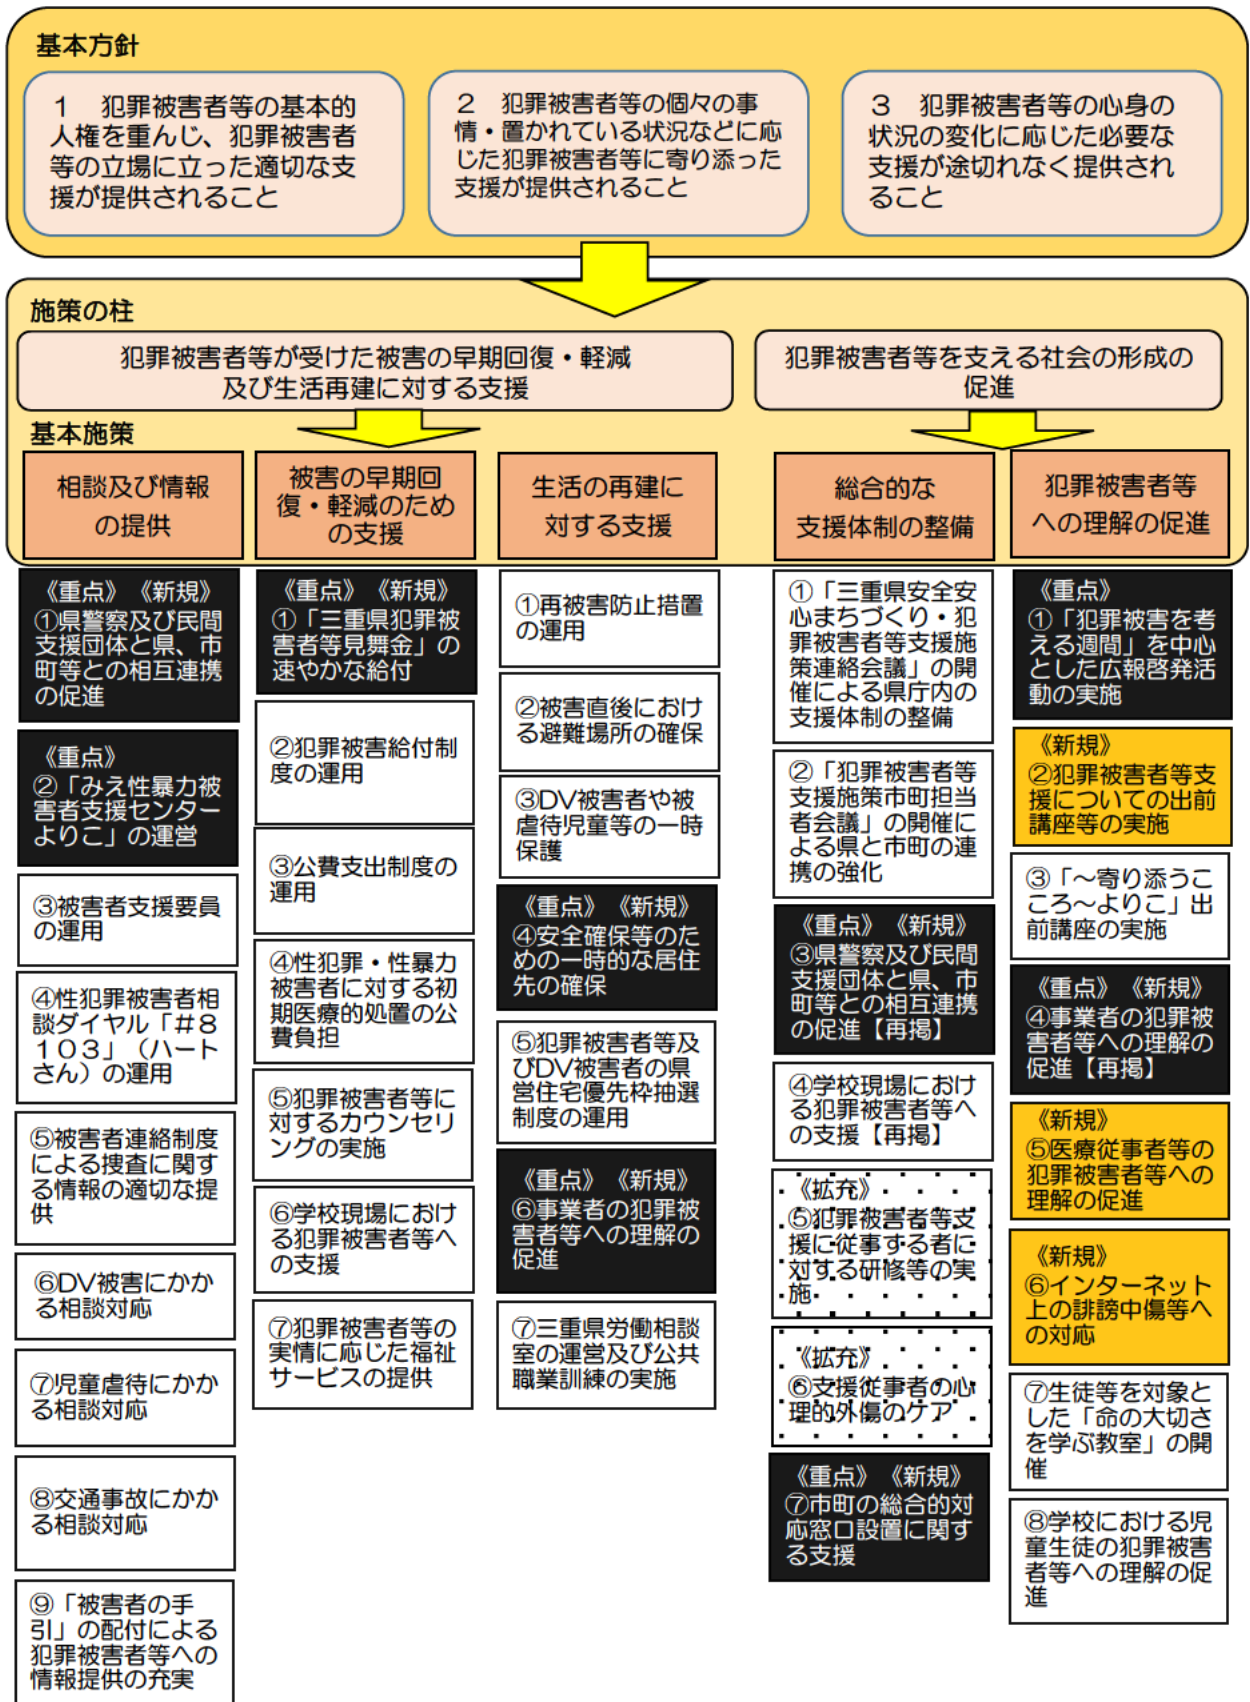 基本方針
1 犯罪被害者等の基本的
人権を重んじ、犯罪被害者
等の立場に立った適切な支
援が提供されること
2 犯罪被害者等の個々の事
情・置かれている状況などに応
じた犯罪被害者等に寄り添った
支援が提供されること
3 犯罪被害者等の心身の
状況の変化に応じた必要な
支援が途切れなく提供され
ること
施策の柱
犯罪被害者等が受けた被害の早期回復・軽減
及び生活再建に対する支援
犯罪被害者等を支える社会の形成の
促進
基本施策
相談及び情報
の提供
《重点》《新規》
①県警察及び民間
支援団体と県、市
町等との相互連携
の促進
《重点》
②「みえ性暴力被
害者支援センター
よりこ」の運営
③被害者支援要員
の運用
④性犯罪被害者相
談ダイヤル「#8
103」(ハート
さん)の運用
⑤被害者連絡制度
による捜査に関す
る情報の適切な提
供
⑥DV被害にかか
る相談対応
⑦児童虐待にかか
る相談対応
⑧交通事故にかか
る相談対応
⑨「被害者の手
引」の配付による
犯罪被害者等への
情報提供の充実
被害の早期回
復・軽減のため
の支援
《重点》《新規》
①「三重県犯罪被
害者等見舞金」の
速やかな給付
②犯罪被害給付制
度の運用
③公費支出制度の
運用
④性犯罪・性暴力
被害者に対する初
期医療的処置の公
費負担
⑤犯罪被害者等に
対するカウンセリ
ングの実施
⑥学校現場におけ
る犯罪被害者等へ
の支援
⑦犯罪被害者等の
実情に応じた福祉
サービスの提供
生活の再建に
対する支援
①再被害防止措置
の運用
②被害直後におけ
る避難場所の確保
③DV被害者や被
虐待児童等の一時
保護
《重点》《新規》
④安全確保等のた
めの一時的な居住
先の確保
⑤犯罪被害者等及
びDV被害者の県
営住宅優先枠抽選
制度の運用
《重点》《新規》
⑥事業者の犯罪被
害者等への理解の
促進
⑦三重県労働相談
室の運営及び公共
職業訓練の実施
総合的な
支援体制の整備
①「三重県安全安
心まちづくり・犯
罪被害者等支援施
策連絡会議」の開
催による県庁内の
支援体制の整備
②「犯罪被害者等
支援施策市町担当
者会議」の開催に
よる県と市町の連
携の強化
《重点》《新規》
③県警察及び民間
支援団体と県、市
町等との相互連携
の促進【再掲】
④学校現場におけ
る犯罪被害者等へ
の支援【再掲】
《拡充》
⑤犯罪被害者等支
援に従事する者に
対する研修等の実
施
《拡充》
⑥支援従事者の心
理的外傷のケア
《重点》《新規》
⑦市町の総合的対
応窓口設置に関す
る支援
犯罪被害者等
への理解の促進
《重点》
①「犯罪被害を考
える週間」を中心
とした広報啓発活
動の実施
《新規》
②犯罪被害者等支
援についての出前
講座等の実施
③「～寄り添うこ
ころ～よりこ」出
前講座の実施
《重点》《新規》
④事業者の犯罪被
害者等への理解の
促進【再掲】
《新規》
⑤医療従事者等の
犯罪被害者等への
理解の促進
《新規》
⑥インターネット
上の誹謗中傷等へ
の対応
⑦生徒等を対象と
した「命の大切さ
を学ぶ教室」の開
催
⑧学校における児
童生徒の犯罪被害
者等への理解の促
進